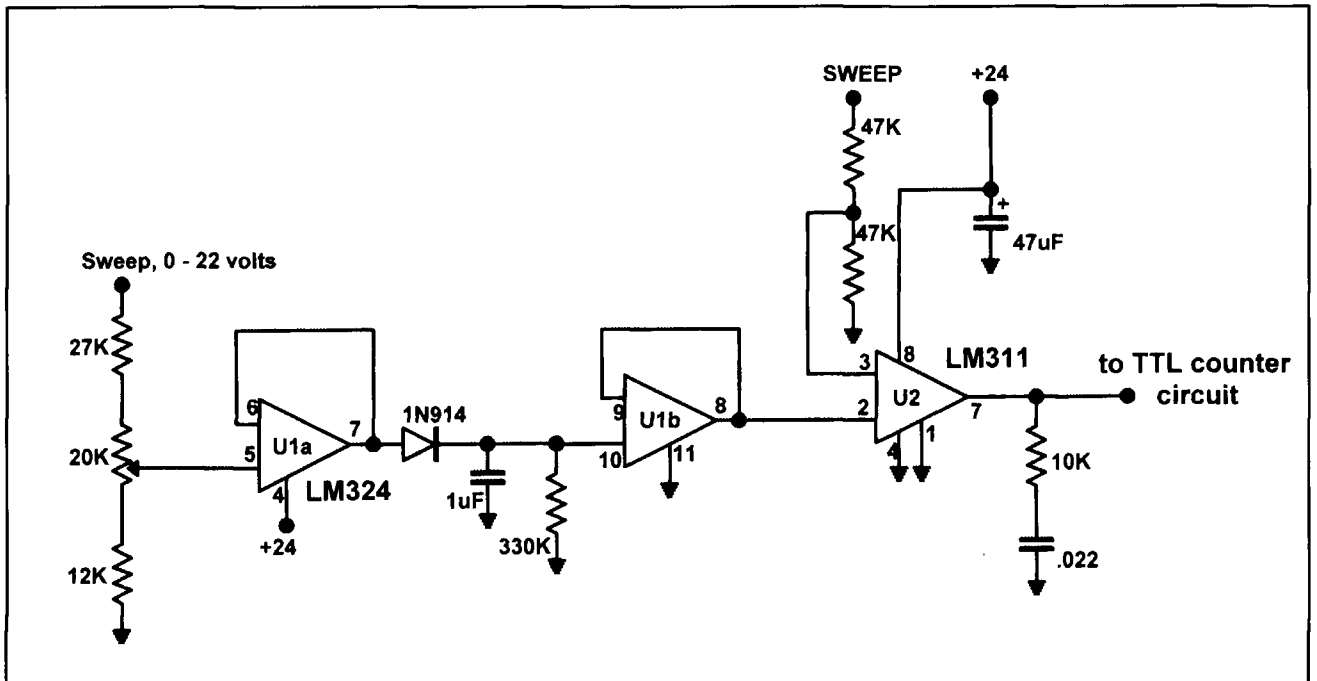 SWEEP
+24
47K
+
47K
47uF
Sweep, 0 - 22 volts
27K
3
8
LM311
to TTL counter
circuit
U2
7
2
4
1
6
U1a
7
1N914
9
U1b
8
5
10
11
20K
4
LM324
+24
1uF
330K
10K
.022
12K